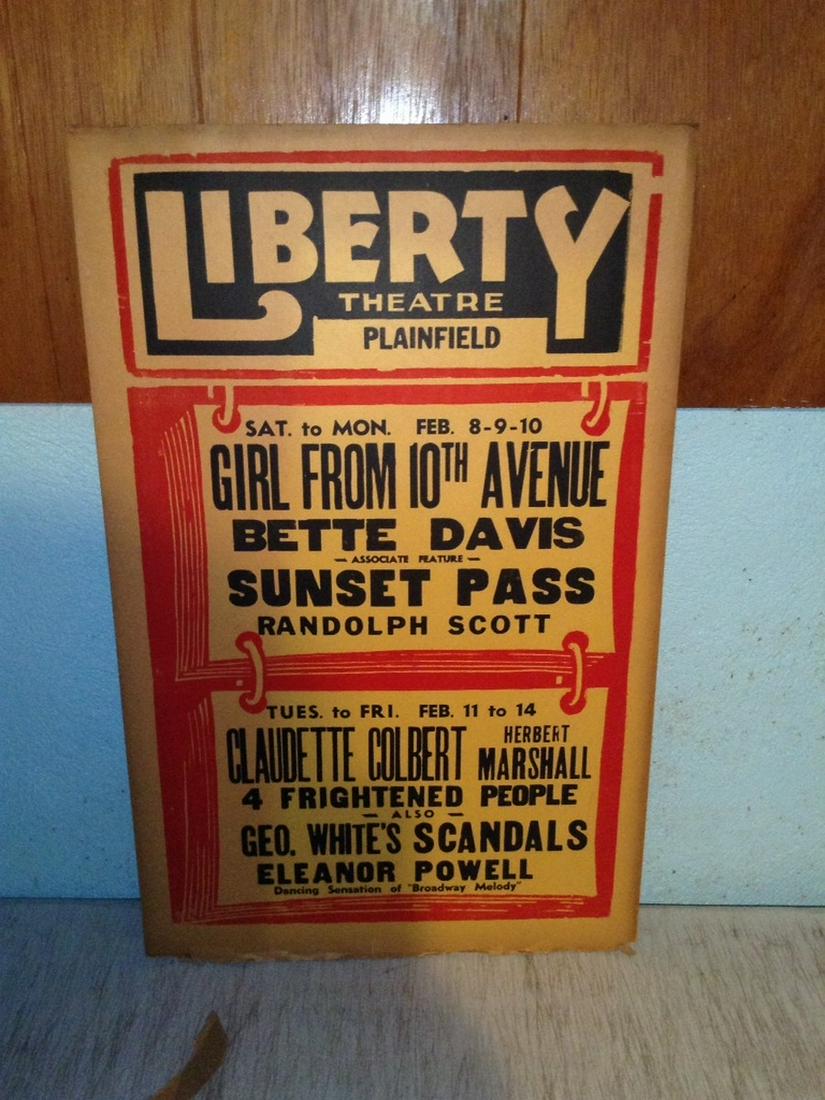 LIBERTY
THEATRE
PLAINFIELD
SAT. to MON. FEB. 8-9-10
GIRL FROM 10TH AVENUE
BETTE DAVIS
— ASSOCIATE FEATURE —
SUNSET PASS
RANDOLPH SCOTT
TUES. to FRI. FEB. 11 to 14
CLAUDETTE COLBERT HERBERT MARSHALL
4 FRIGHTENED PEOPLE
— ALSO —
GEO. WHITE'S SCANDALS
ELEANOR POWELL
Dancing Sensation of "Broadway Melody"